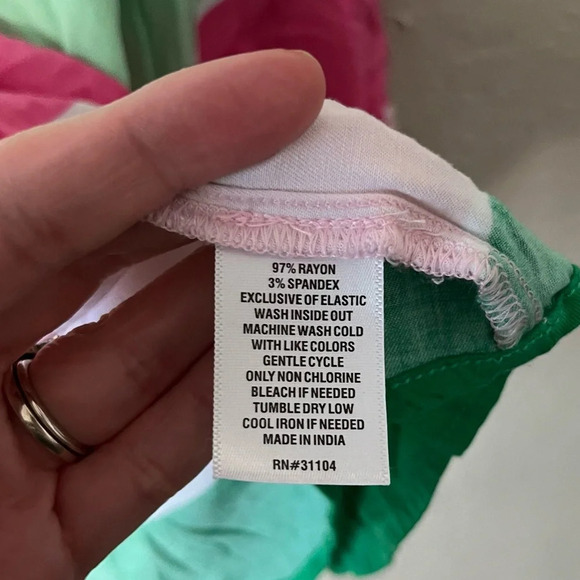 97% RAYON
3% SPANDEX
EXCLUSIVE OF ELASTIC
WASH INSIDE OUT
MACHINE WASH COLD
WITH LIKE COLORS
GENTLE CYCLE
ONLY NON CHLORINE
BLEACH IF NEEDED
TUMBLE DRY LOW
COOL IRON IF NEEDED
MADE IN INDIA
RN#31104